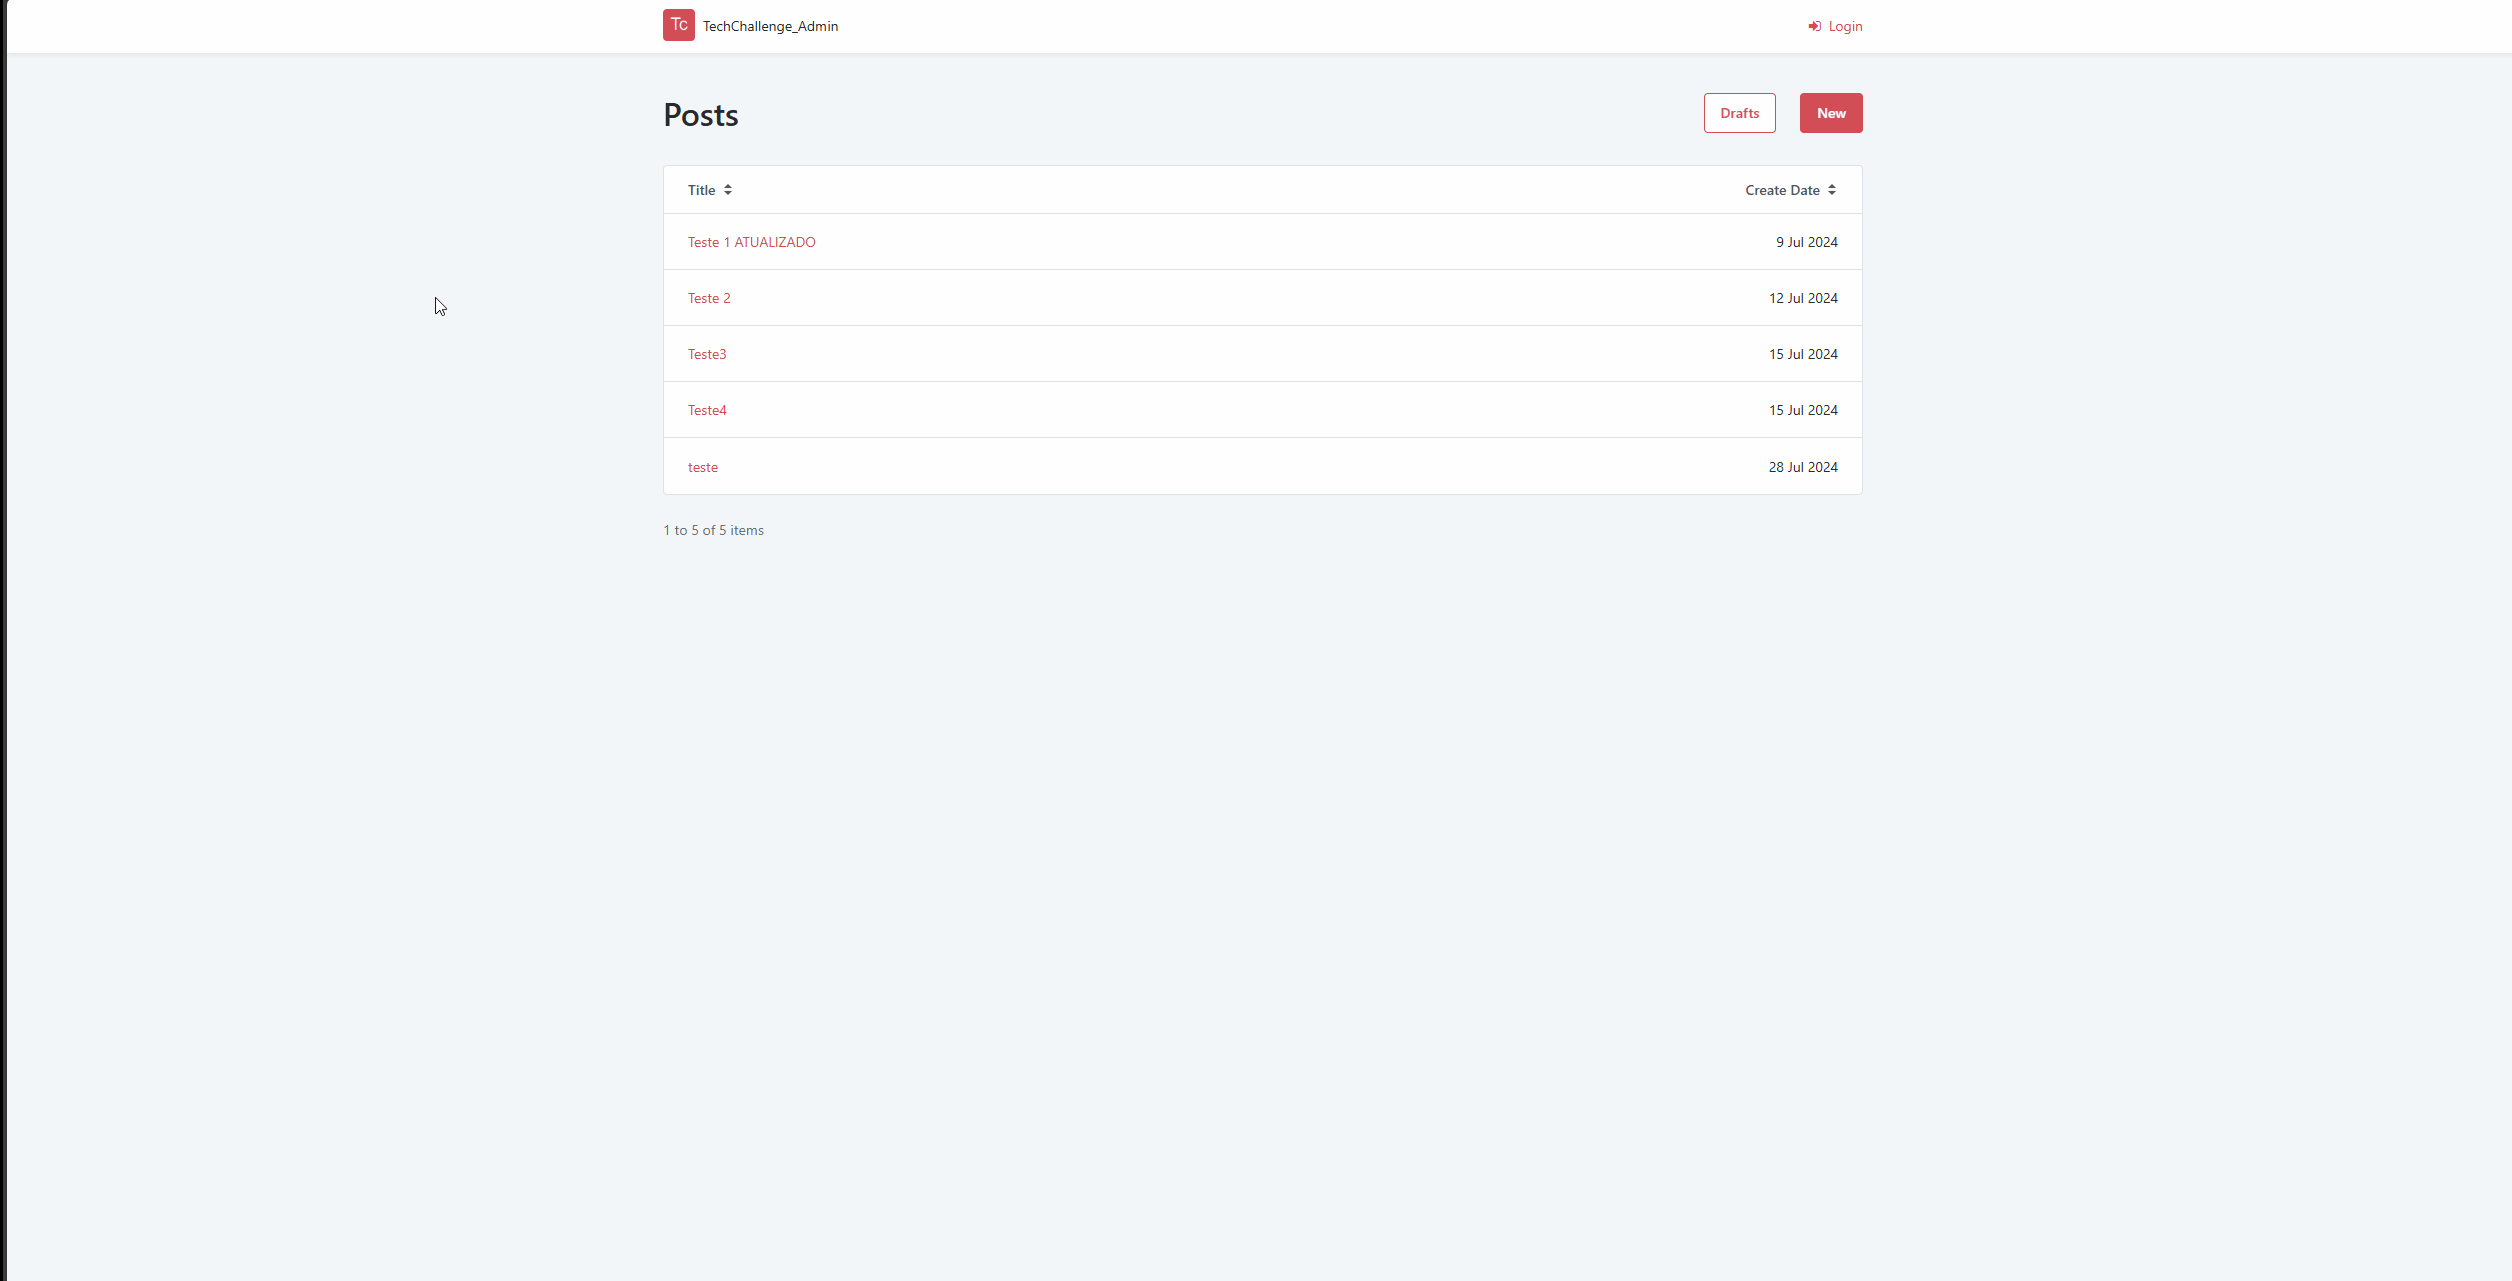 Tc TechChallenge_Admin Login
Posts Drafts New
Title Create Date
Teste 1 ATUALIZADO 9 Jul 2024
Teste 2 12 Jul 2024
Teste3 15 Jul 2024
Teste4 15 Jul 2024
teste 28 Jul 2024
1 to 5 of 5 items